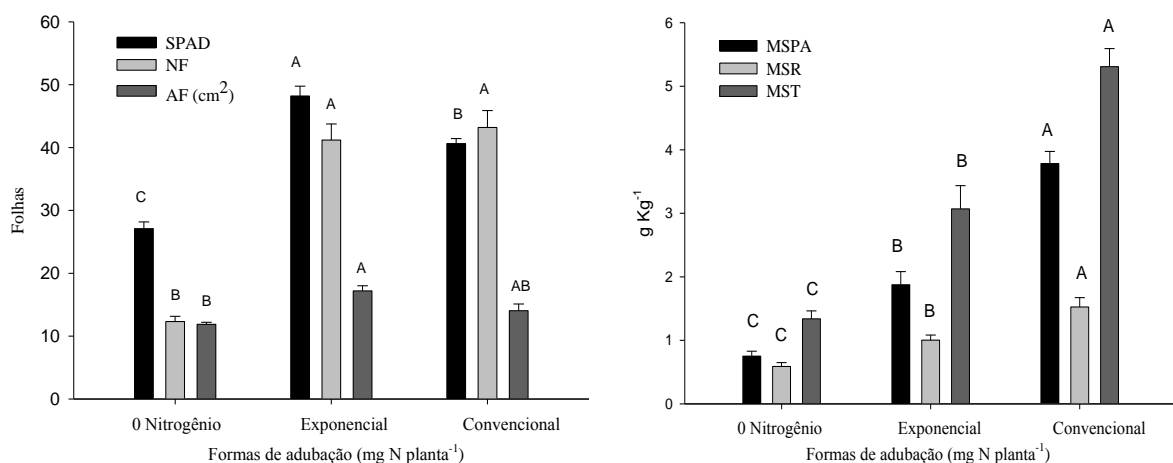 60
50
40
30
20
10
0
Folhas
SPAD
NF
AF (cm²)
C
B
B
A
A
A
B
A
AB
0 Nitrogênio
Exponencial
Convencional
Formas de adubação (mg N planta⁻¹)
6
5
4
3
2
1
0
g Kg⁻¹
MSPA
MSR
MST
C
C
C
B
B
B
A
A
A
0 Nitrogênio
Exponencial
Convencional
Formas de adubação (mg N planta⁻¹)